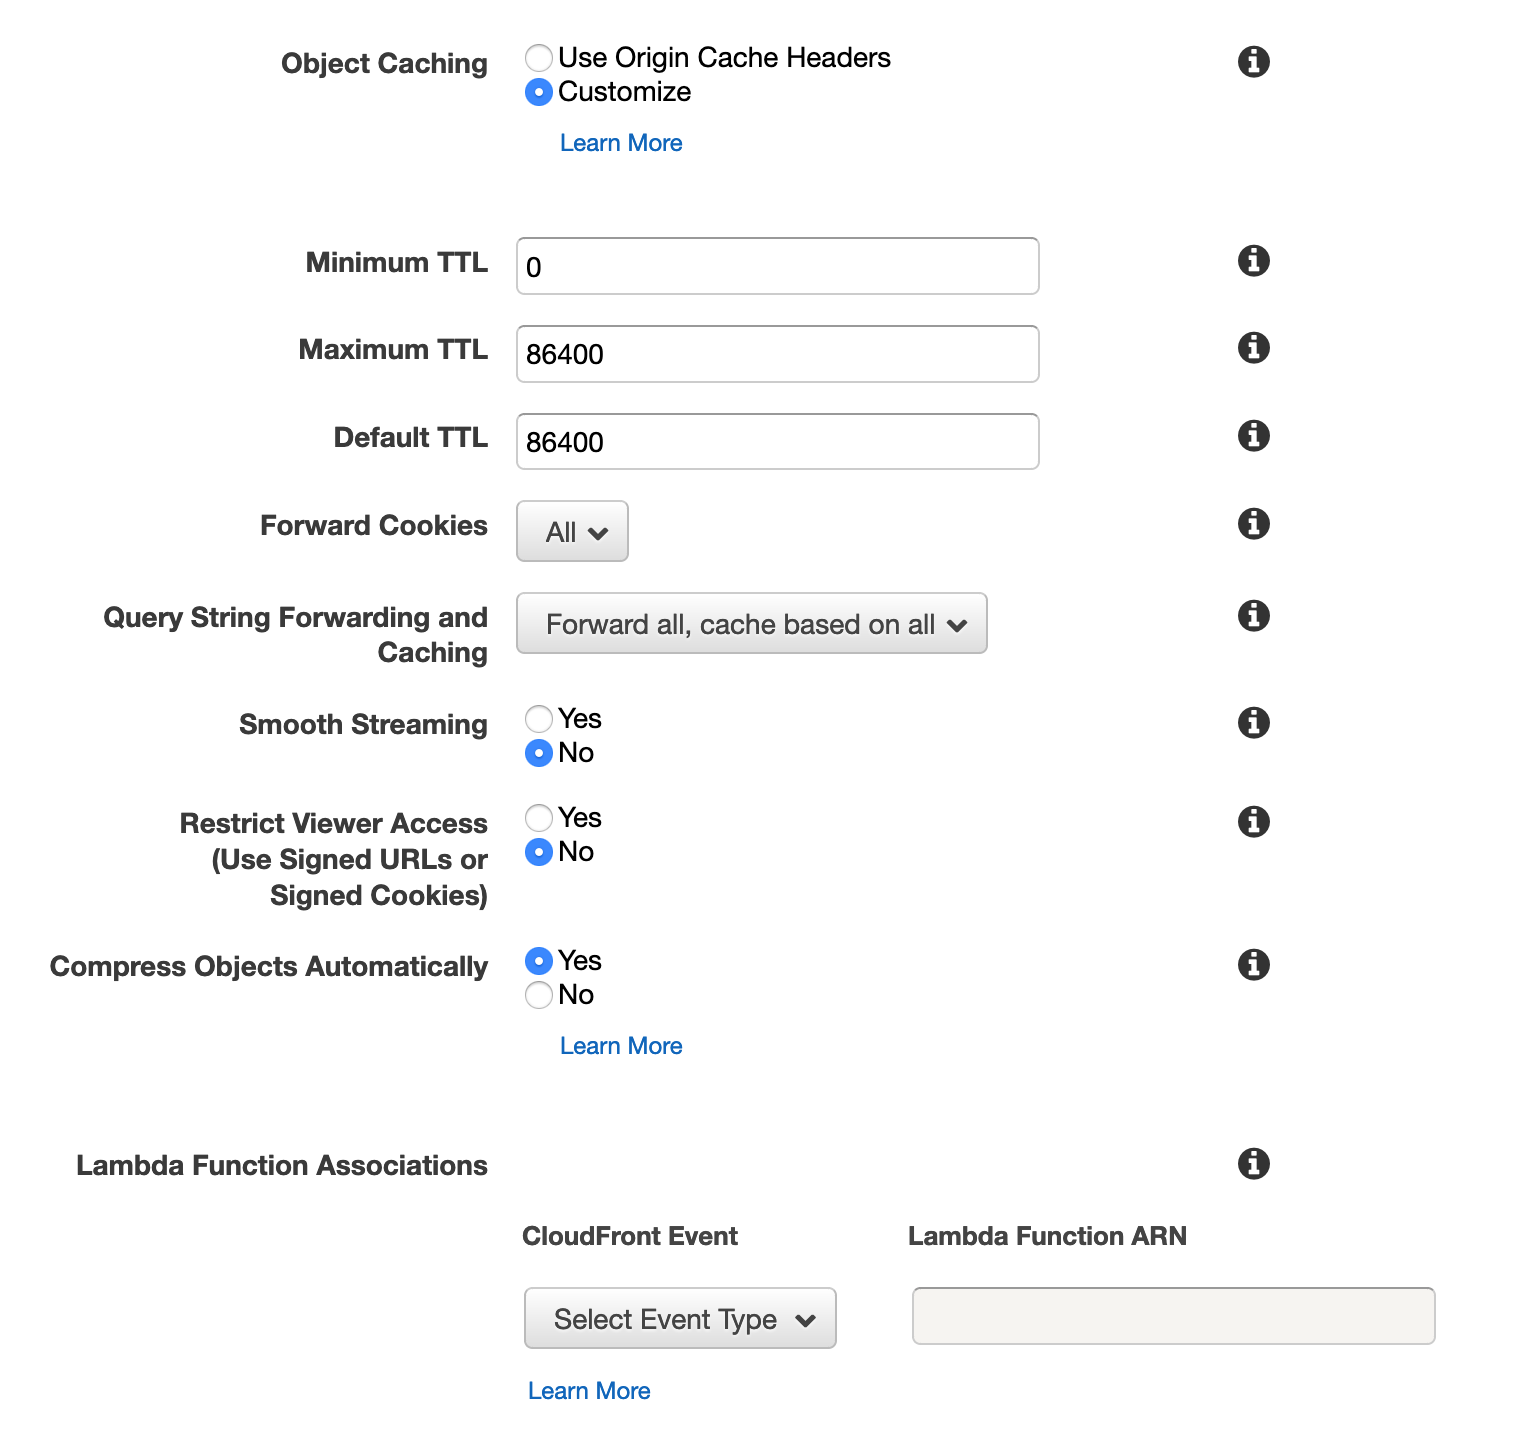 Object Caching
Use Origin Cache Headers
Customize
Learn More
Minimum TTL
0
Maximum TTL
86400
Default TTL
86400
Forward Cookies
All
Query String Forwarding and
Caching
Forward all, cache based on all
Smooth Streaming
Yes
No
Restrict Viewer Access
(Use Signed URLs or
Signed Cookies)
Yes
No
Compress Objects Automatically
Yes
No
Learn More
Lambda Function Associations
CloudFront Event
Lambda Function ARN
Select Event Type
Learn More